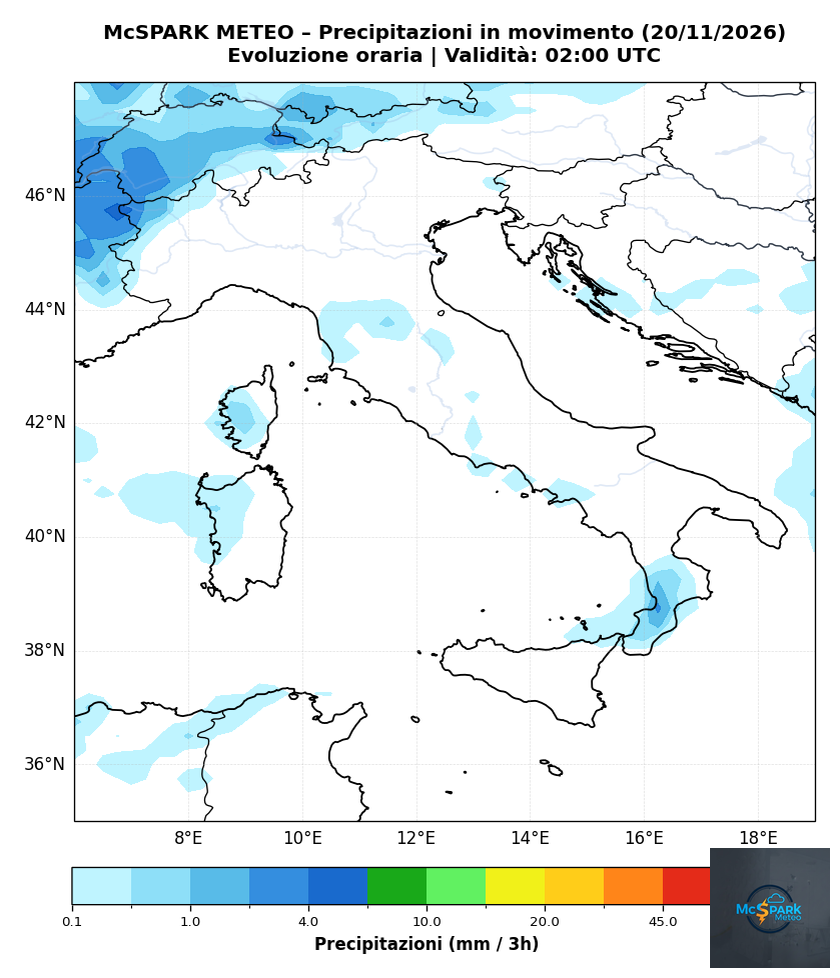 McSPARK METEO – Precipitazioni in movimento (20/11/2026)
Evoluzione oraria | Validità: 02:00 UTC
46°N
44°N
42°N
40°N
38°N
36°N
8°E 10°E 12°E 14°E 16°E 18°E
0.1 1.0 4.0 10.0 20.0 45.0
Precipitazioni (mm / 3h)
McSPARK
Meteo